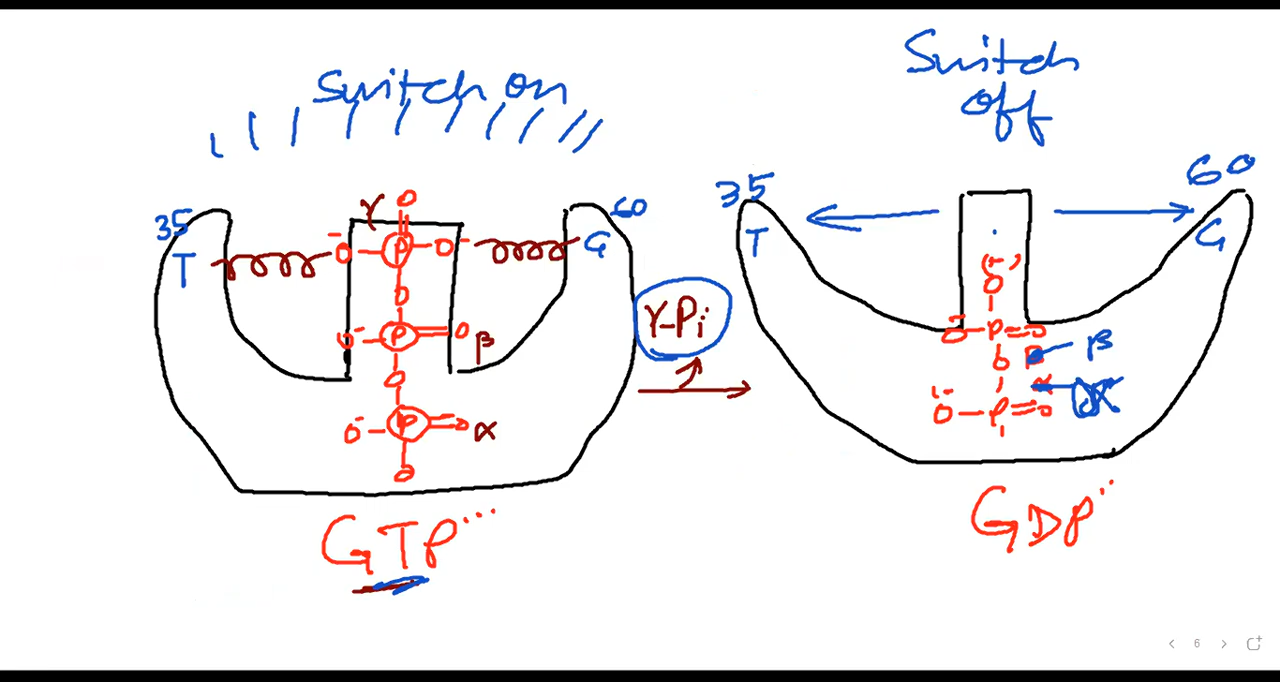 Switch on
35
60
T
G
γ
O
O⁻
P
O⁻
O
O⁻
P
O
β
O
O⁻
P
O
α
O
GTP...
γ-Pi
Switch
off
35
60
T
G
O⁻
O⁻
P
O
β
O
α
O⁻
P
O
GDP..
6